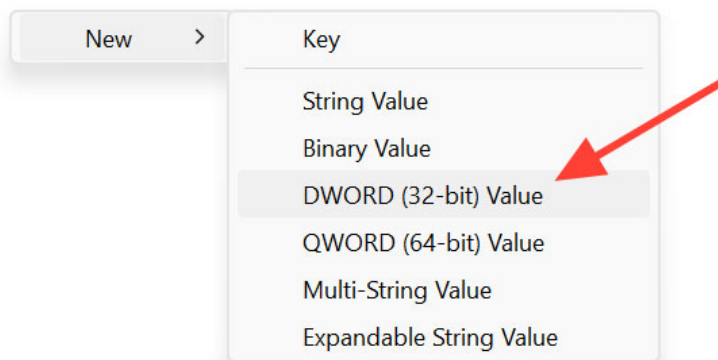 New
Key
String Value
Binary Value
DWORD (32-bit) Value
QWORD (64-bit) Value
Multi-String Value
Expandable String Value